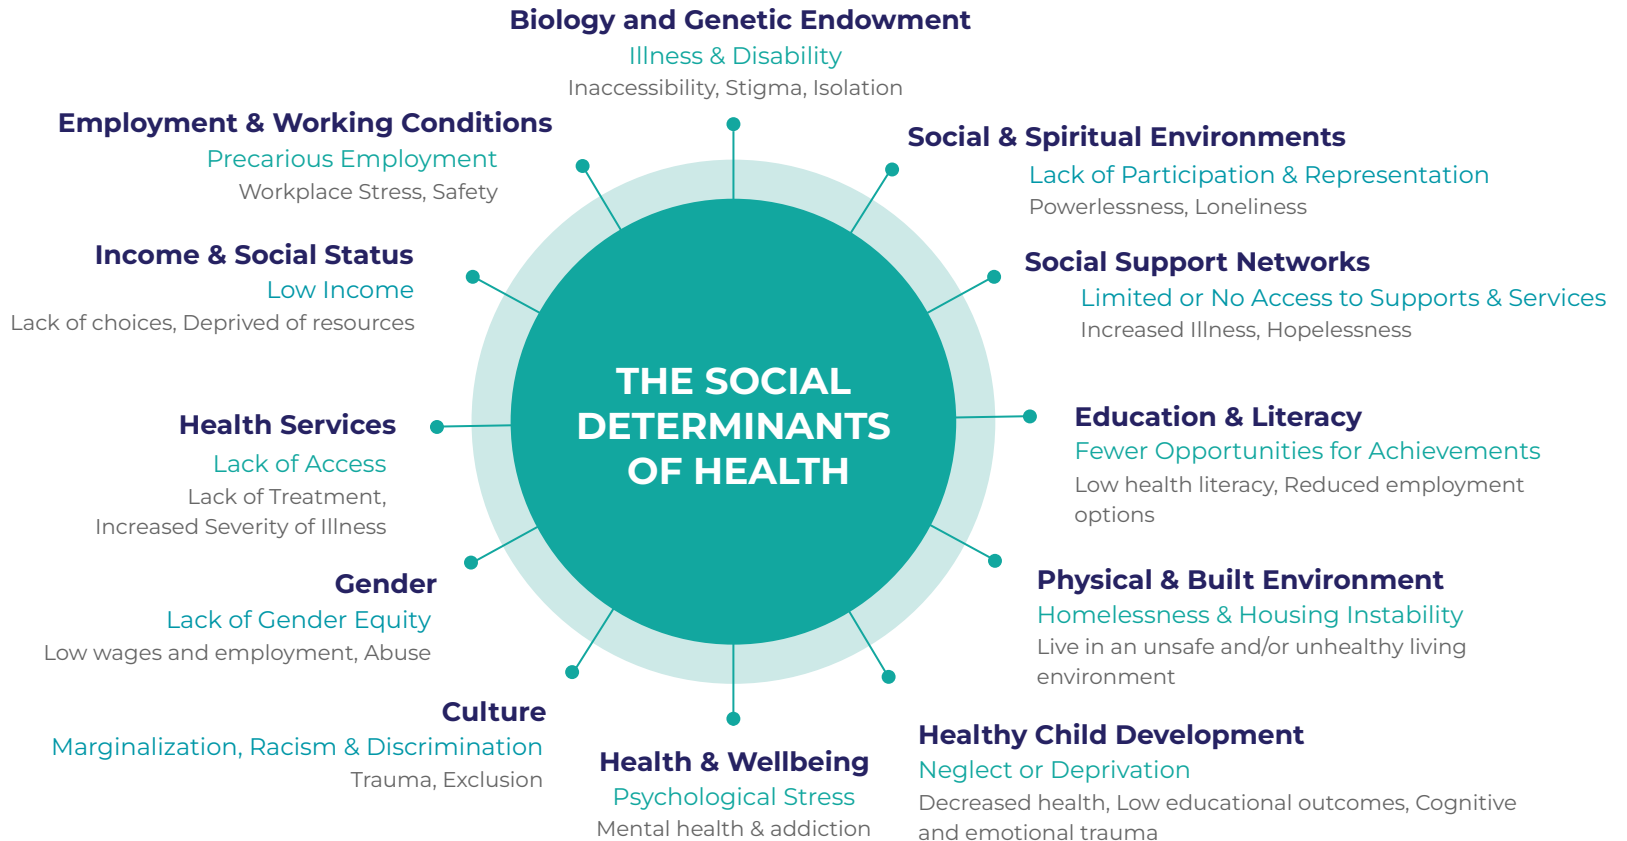 Biology and Genetic Endowment
Illness & Disability
Inaccessibility, Stigma, Isolation
Employment & Working Conditions
Precarious Employment
Workplace Stress, Safety
Social & Spiritual Environments
Lack of Participation & Representation
Powerlessness, Loneliness
Income & Social Status
Low Income
Lack of choices, Deprived of resources
Social Support Networks
Limited or No Access to Supports & Services
Increased Illness, Hopelessness
THE SOCIAL
DETERMINANTS
OF HEALTH
Health Services
Lack of Access
Lack of Treatment,
Increased Severity of Illness
Education & Literacy
Fewer Opportunities for Achievements
Low health literacy, Reduced employment
options
Gender
Lack of Gender Equity
Low wages and employment, Abuse
Physical & Built Environment
Homelessness & Housing Instability
Live in an unsafe and/or unhealthy living
environment
Culture
Marginalization, Racism & Discrimination
Trauma, Exclusion
Health & Wellbeing
Psychological Stress
Mental health & addiction
Healthy Child Development
Neglect or Deprivation
Decreased health, Low educational outcomes, Cognitive
and emotional trauma